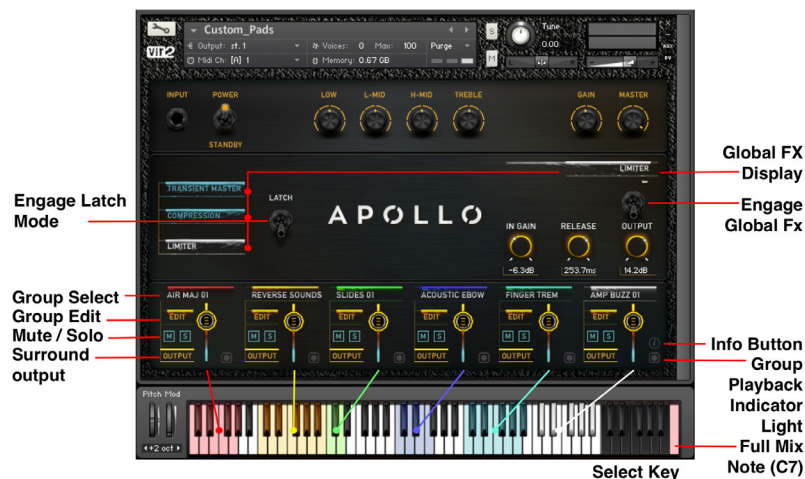 Custom_Pads
Output: st.1
Voices: 0 Max: 100 Purge
Midi Ch: [A] 1
Memory: 0.67 GB
S
M
Tune
0.00
AUX
PV
VIR2
INPUT
POWER
STANDBY
LOW
L-MID
H-MID
TREBLE
GAIN
MASTER
TRANSIENT MASTER
COMPRESSION
LIMITER
LATCH
APOLLO
LIMITER
IN GAIN
RELEASE
OUTPUT
-6.3dB
253.7ms
14.2dB
Global FX
Display
Engage
Global Fx
Engage Latch
Mode
AIR MAJ 01
REVERSE SOUNDS
SLIDES 01
ACOUSTIC EBOW
FINGER TREM
AMP BUZZ 01
EDIT
EDIT
EDIT
EDIT
EDIT
EDIT
M S
M S
M S
M S
M S
M S
OUTPUT
OUTPUT
OUTPUT
OUTPUT
OUTPUT
OUTPUT
Group Select
Group Edit
Mute / Solo
Surround
output
Info Button
Group
Playback
Indicator
Light
Full Mix
Note (C7)
Pitch Mod
+2 oct
Select Key